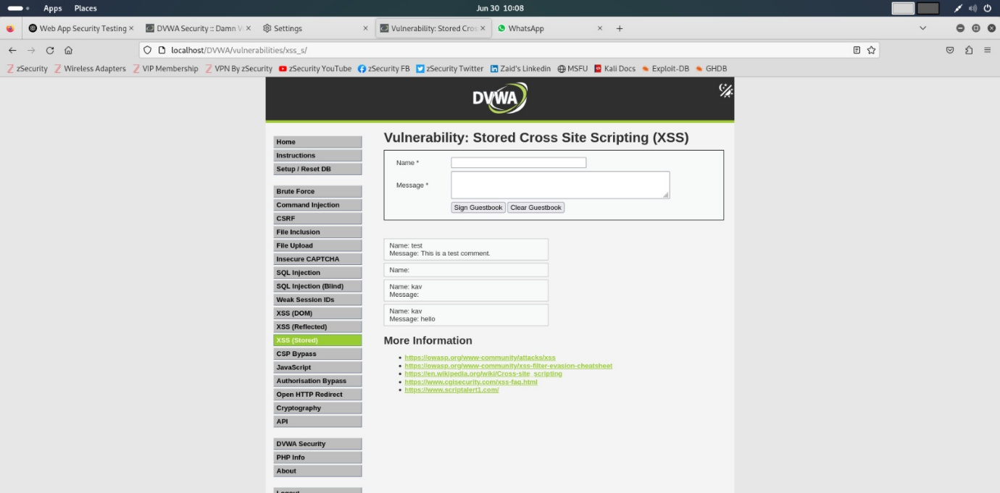 Apps Places Jun 30 10:08
Web App Security Testing × DVWA Security :: Damn V × Settings × Vulnerability: Stored Cros × WhatsApp × +
localhost/DVWA/vulnerabilities/xss_s/
zSecurity Wireless Adapters VIP Membership VPN By zSecurity zSecurity YouTube zSecurity FB zSecurity Twitter Zaid's Linkedin MSFU Kali Docs Exploit-DB GHDB
DVWA
Home
Instructions
Setup / Reset DB
Brute Force
Command Injection
CSRF
File Inclusion
File Upload
Insecure CAPTCHA
SQL Injection
SQL Injection (Blind)
Weak Session IDs
XSS (DOM)
XSS (Reflected)
XSS (Stored)
CSP Bypass
JavaScript
Authorisation Bypass
Open HTTP Redirect
Cryptography
API
DVWA Security
PHP Info
About
Logout
Vulnerability: Stored Cross Site Scripting (XSS)
Name *
Message *
Sign Guestbook Clear Guestbook
Name: test
Message: This is a test comment.
Name:
Name: kav
Message:
Name: kav
Message: hello
More Information
• https://owasp.org/www-community/attacks/xss
• https://owasp.org/www-community/xss-filter-evasion-cheatsheet
• https://en.wikipedia.org/wiki/Cross-site_scripting
• https://www.cgisecurity.com/xss-faq.html
• https://www.scriptalert1.com/